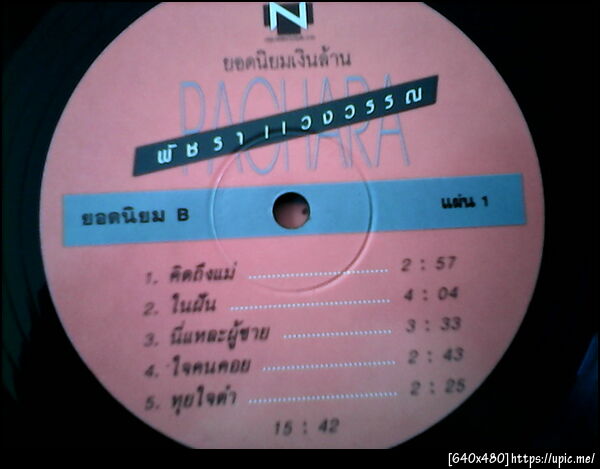 N
ยอดนิยมเงินล้าน
PACHARA
พัชรา แวงวรรณ
ยอดนิยม B
แผ่น 1
1. คิดถึงแม่ 2 : 57
2. ในฝัน 4 : 04
3. นี่แหละผู้ชาย 3 : 33
4. ใจคนคอย 2 : 43
5. ทุยใจดำ 2 : 25
15 : 42
[640x480]https://upic.me/